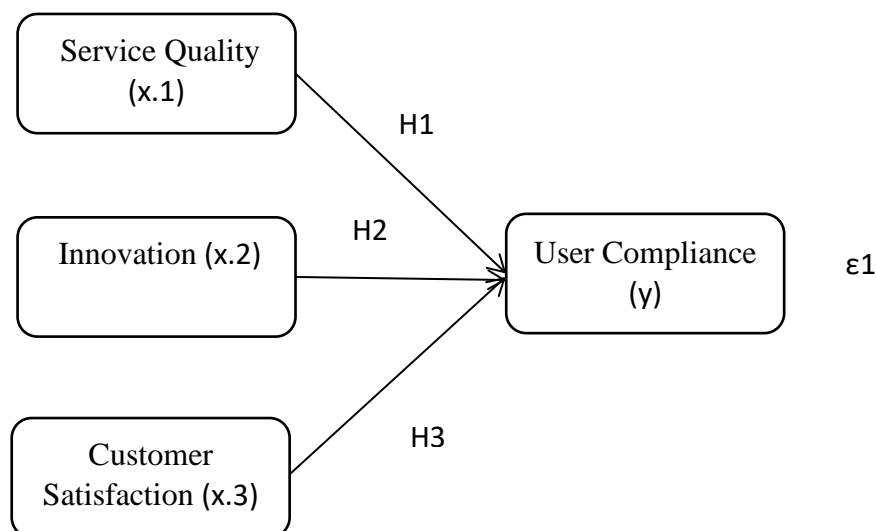 Service Quality
(x.1)
H1
H2
Innovation (x.2)
User Compliance
(y)
ε1
H3
Customer
Satisfaction (x.3)